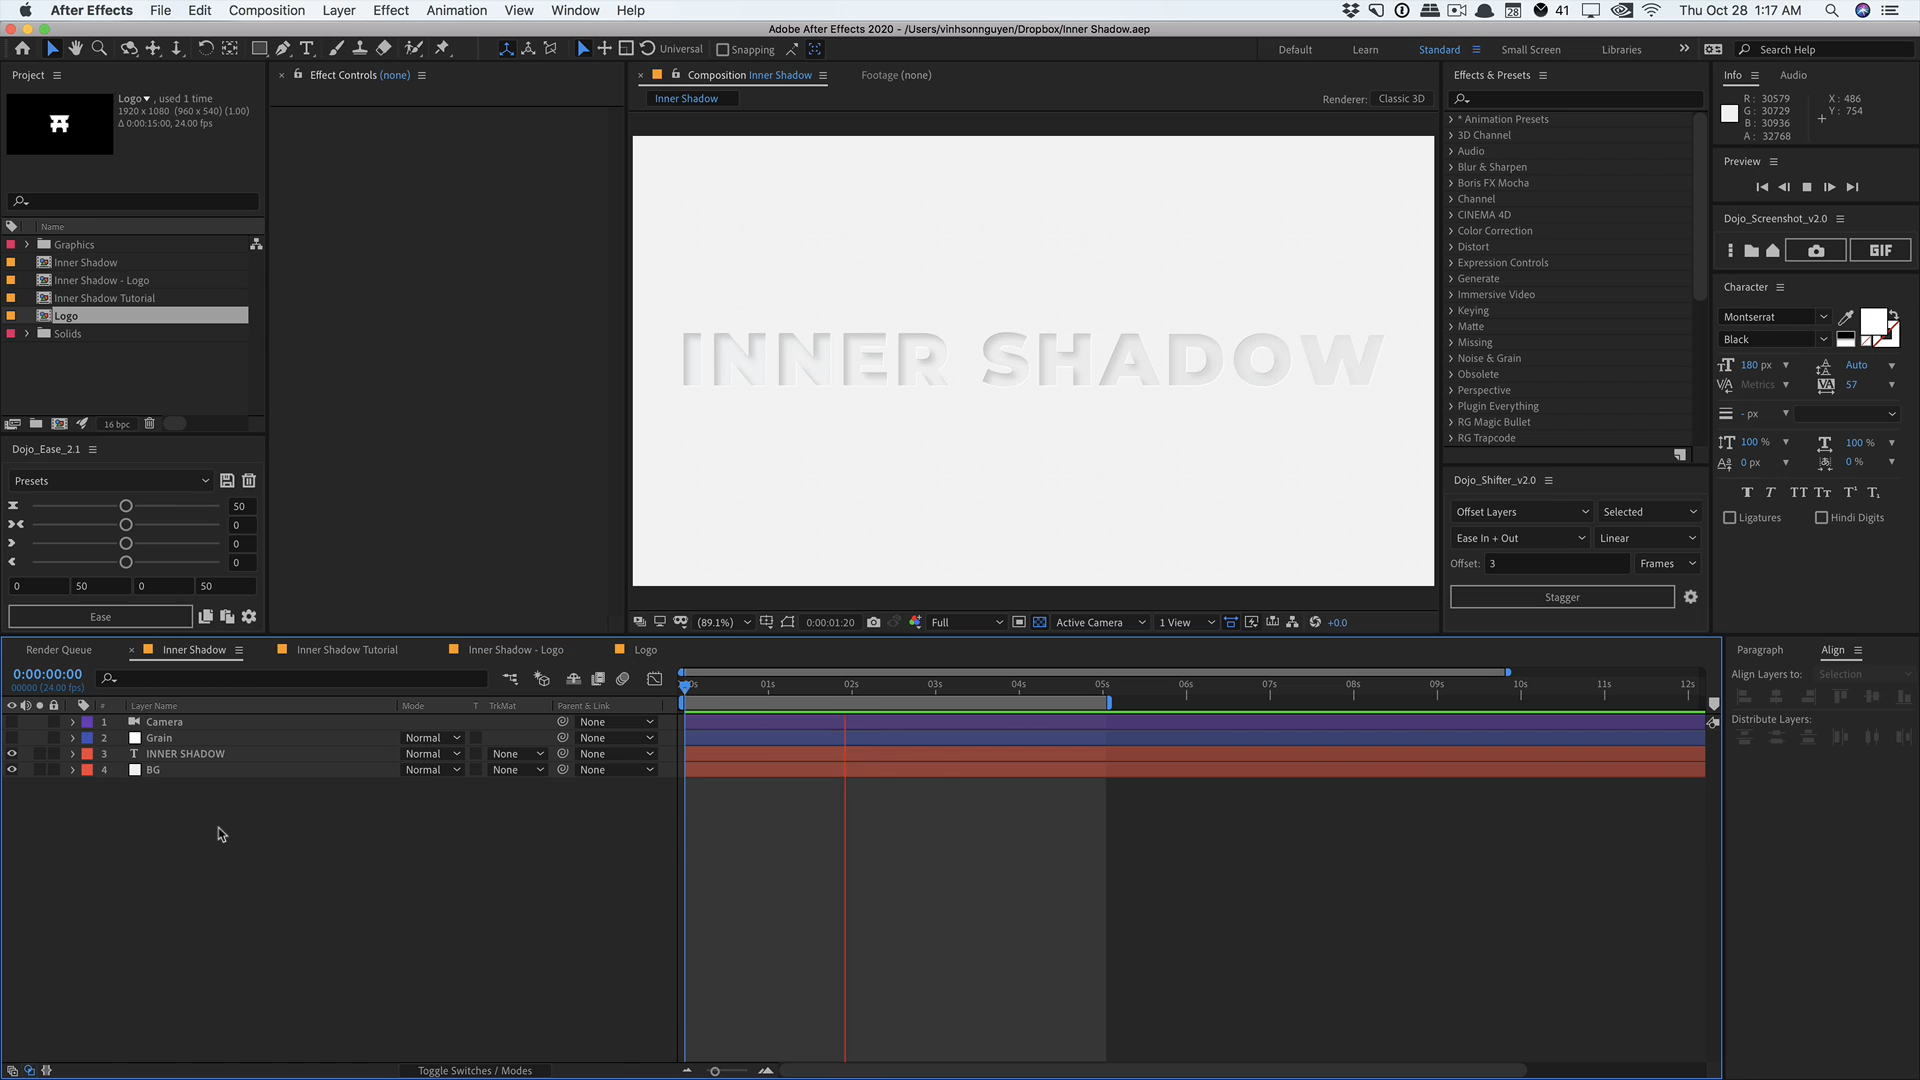 After Effects File Edit Composition Layer Effect Animation View Window Help 41 Thu Oct 28 1:17 AM
Adobe After Effects 2020 - /Users/vinhsonnguyen/Dropbox/Inner Shadow.aep
Universal Snapping Default Learn Standard Small Screen Libraries Search Help
Project Effect Controls (none) Composition Inner Shadow Footage (none) Effects & Presets Info Audio
Logo , used 1 time
1920 x 1080 (960 x 540) (1.00)
Δ 0:00:15:00, 24.00 fps
Inner Shadow Renderer: Classic 3D
R: 30579 X: 486
G: 30729 Y: 754
B: 30936
A: 32768
Name
Graphics
Inner Shadow
Inner Shadow - Logo
Inner Shadow Tutorial
Logo
Solids
16 bpc
Dojo_Ease_2.1
Presets
50
0
0
0
0 50 0 50
Ease
INNER SHADOW
(89.1%) 0:00:01:20 Full Active Camera 1 View +0.0
* Animation Presets
3D Channel
Audio
Blur & Sharpen
Boris FX Mocha
Channel
CINEMA 4D
Color Correction
Distort
Expression Controls
Generate
Immersive Video
Keying
Matte
Missing
Noise & Grain
Obsolete
Perspective
Plugin Everything
RG Magic Bullet
RG Trapcode
Dojo_Shifter_v2.0
Offset Layers Selected
Ease In + Out Linear
Offset: 3 Frames
Stagger
Preview
Dojo_Screenshot_v2.0
GIF
Character
Montserrat
Black
180 px Auto
Metrics 57
- px
100 % 100 %
0 px 0 %
Ligatures Hindi Digits
Render Queue Inner Shadow Inner Shadow Tutorial Inner Shadow - Logo Logo
0:00:00:00
00000 (24.00 fps)
01s 02s 03s 04s 05s 06s 07s 08s 09s 10s 11s 12s
# Layer Name Mode T TrkMat Parent & Link
1 Camera None
2 Grain Normal None
3 INNER SHADOW Normal None None
4 BG Normal None None
Toggle Switches / Modes
Paragraph Align
Align Layers to: Selection
Distribute Layers: